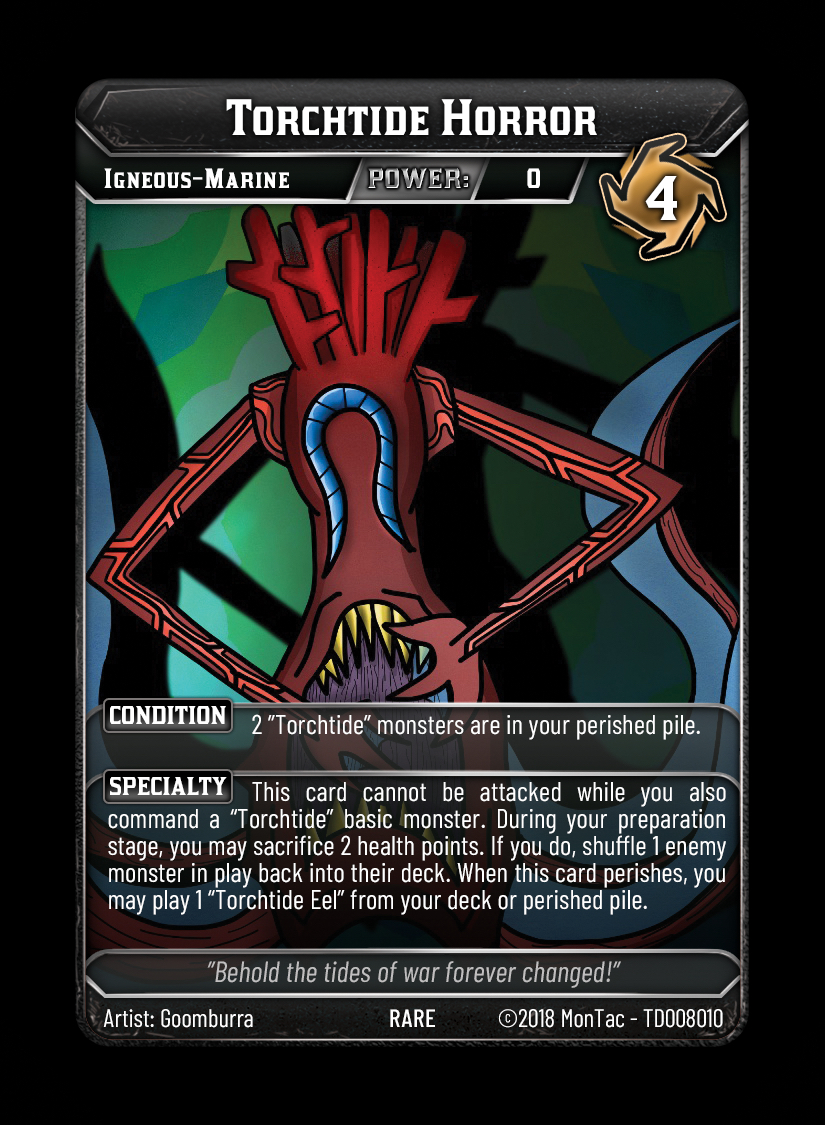 Torchtide Horror
Igneous-Marine POWER: 0
4
CONDITION 2 "Torchtide" monsters are in your perished pile.
SPECIALTY This card cannot be attacked while you also
command a "Torchtide" basic monster. During your preparation
stage, you may sacrifice 2 health points. If you do, shuffle 1 enemy
monster in play back into their deck. When this card perishes, you
may play 1 "Torchtide Eel" from your deck or perished pile.
"Behold the tides of war forever changed!"
Artist: Goomburra RARE ©2018 MonTac - TD008010